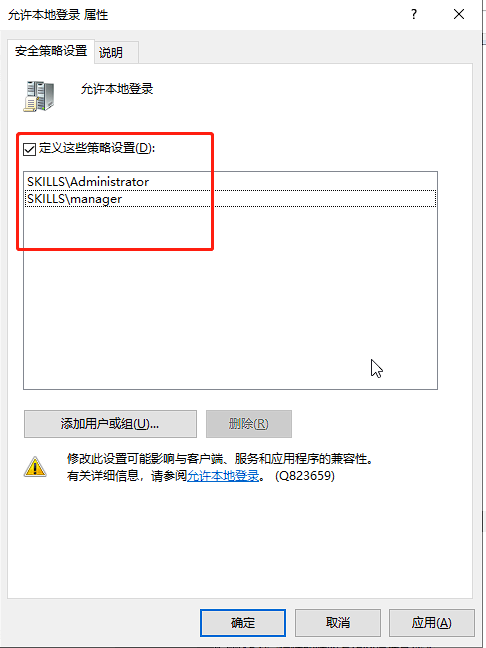 允许本地登录 属性
?
安全策略设置
说明
允许本地登录
定义这些策略设置(D):
SKILLS\Administrator
SKILLS\manager
添加用户或组(U)...
删除(R)
修改此设置可能影响与客户端、服务和应用程序的兼容性。
有关详细信息，请参阅允许本地登录。 (Q823659)
确定
取消
应用(A)